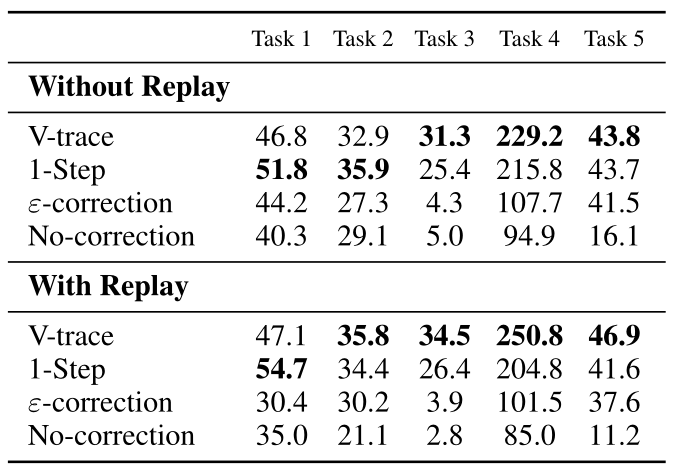 Task 1 Task 2 Task 3 Task 4 Task 5
Without Replay
V-trace 46.8 32.9 31.3 229.2 43.8
1-Step 51.8 35.9 25.4 215.8 43.7
ε-correction 44.2 27.3 4.3 107.7 41.5
No-correction 40.3 29.1 5.0 94.9 16.1
With Replay
V-trace 47.1 35.8 34.5 250.8 46.9
1-Step 54.7 34.4 26.4 204.8 41.6
ε-correction 30.4 30.2 3.9 101.5 37.6
No-correction 35.0 21.1 2.8 85.0 11.2